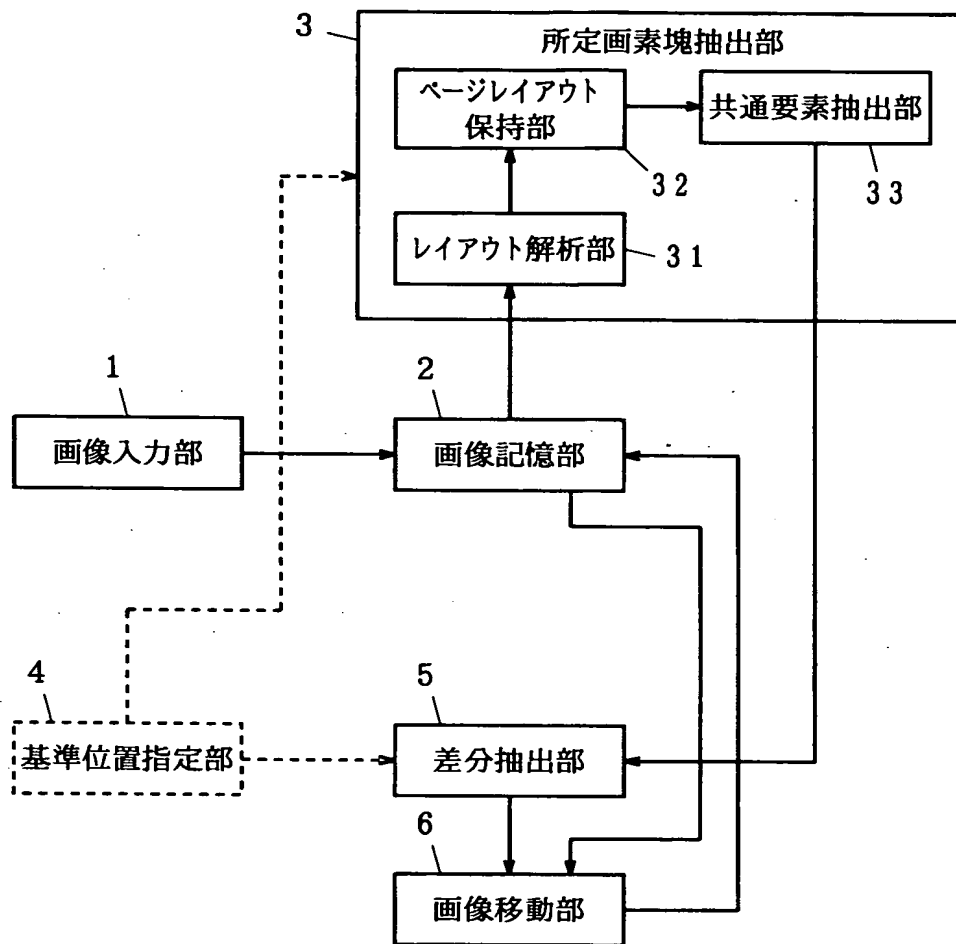 3
所定画素塊抽出部
ページレイアウト
保持部
32
共通要素抽出部
33
レイアウト解析部
31
1
画像入力部
2
画像記憶部
4
基準位置指定部
5
差分抽出部
6
画像移動部